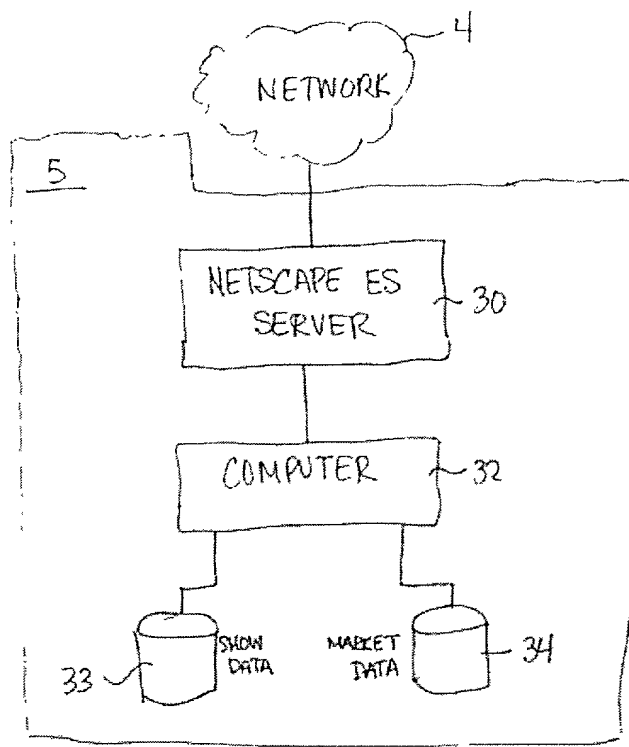 4
NETWORK
5
NETSCAPE ES
SERVER
30
COMPUTER
32
SHOW
DATA
33
MARKET
DATA
34